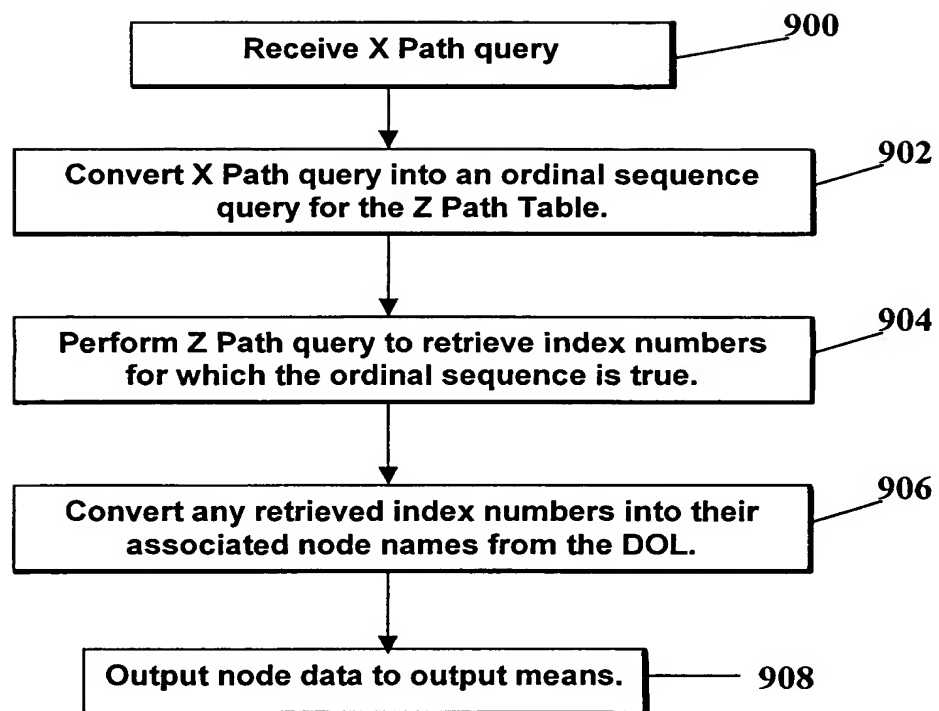 Receive X Path query
900
Convert X Path query into an ordinal sequence
query for the Z Path Table.
902
Perform Z Path query to retrieve index numbers
for which the ordinal sequence is true.
904
Convert any retrieved index numbers into their
associated node names from the DOL.
906
Output node data to output means.
908